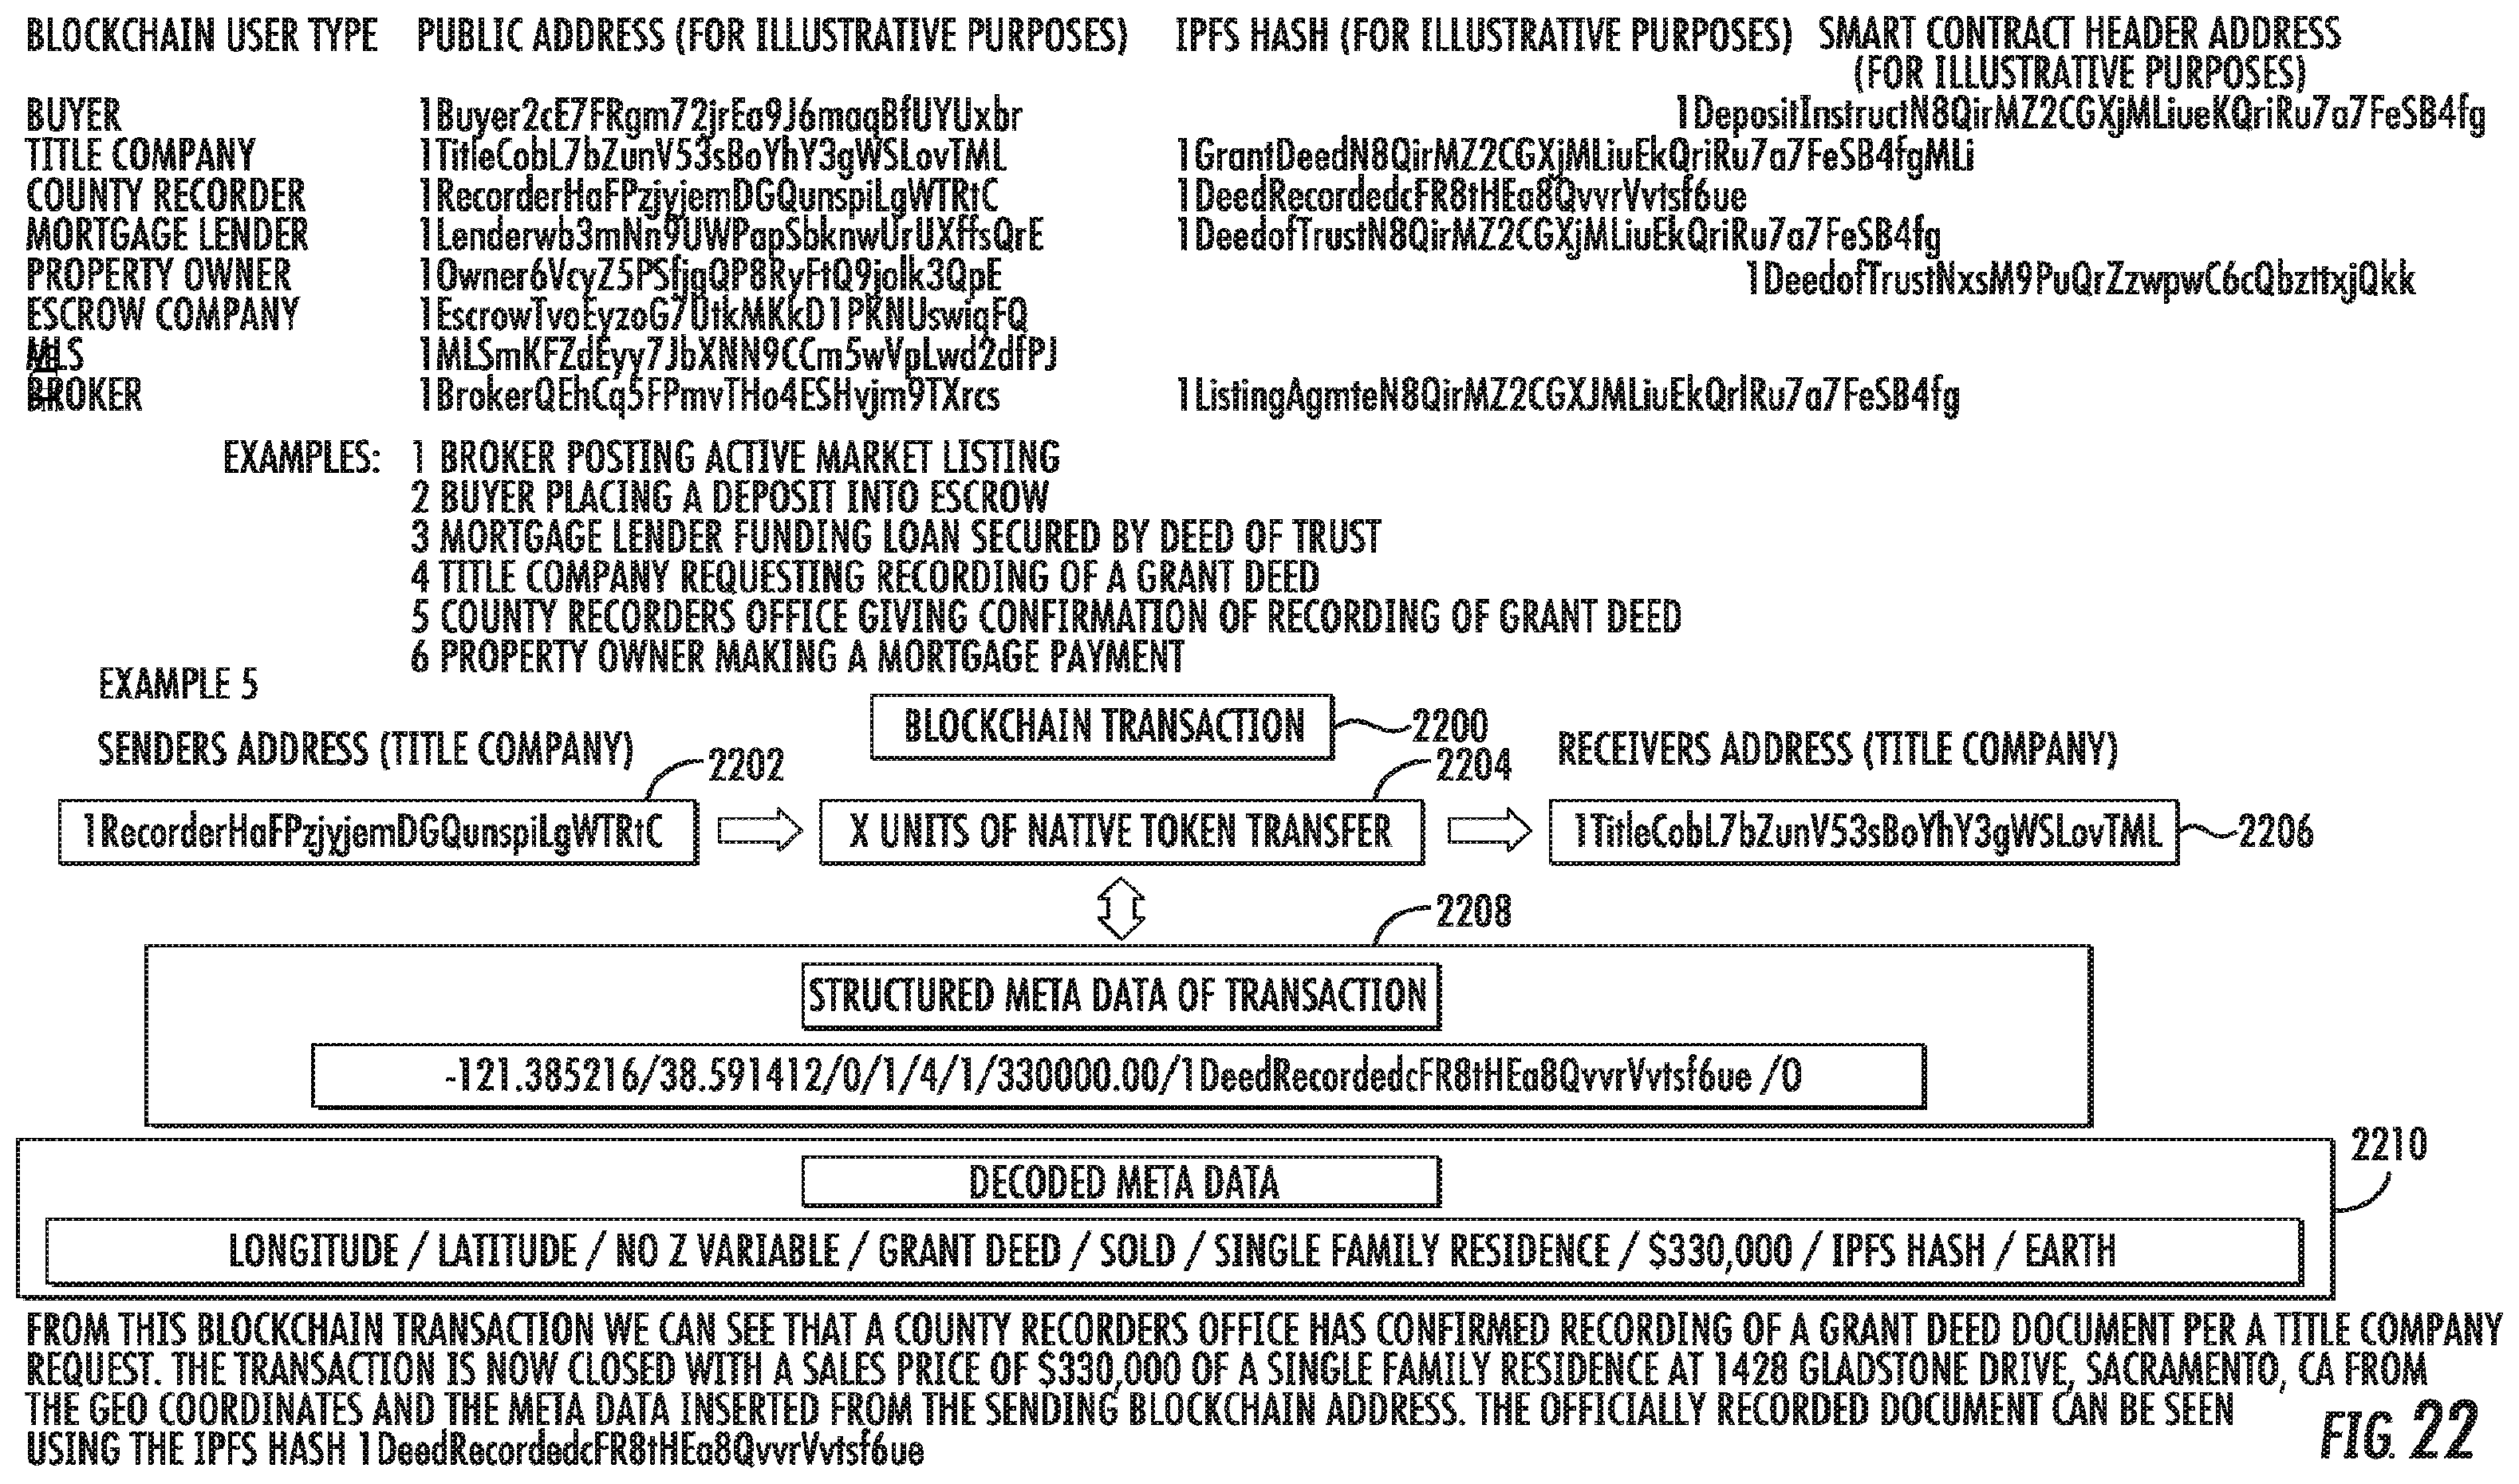 BLOCKCHAIN USER TYPE PUBLIC ADDRESS (FOR ILLUSTRATIVE PURPOSES) IPFS HASH (FOR ILLUSTRATIVE PURPOSES) SMART CONTRACT HEADER ADDRESS
(FOR ILLUSTRATIVE PURPOSES)
BUYER 1Buyer2cE7FRgm72jrEa9J6maqBfUYUxbr 1DepositInstructN8QirMZ2CGXjMLiueKQriRu7a7FeSB4fg
TITLE COMPANY 1TitleCobL7bZunV53sBoYhY3gWSLovTML 1GrantDeedN8QirMZ2CGXjMLiuEkQriRu7a7FeSB4fgMLi
COUNTY RECORDER 1RecorderHaFPzjyjemDGQunspiLgWTRtC 1DeedRecordedcFR8tHEa8QvvrVvtsf6ue
MORTGAGE LENDER 1Lenderwb3mNn9UWPapSbknwUrUXffsQrE 1DeedofTrustN8QirMZ2CGXjMLiuEkQriRu7a7FeSB4fg
PROPERTY OWNER 1Owner6VcyZ5PSfjqQP8RyFtQ9jolk3QpE 1DeedofTrustNxsM9PuQrZzwpwC6cQbzttxjQkk
ESCROW COMPANY 1EscrowTvoEyzoG7UtkMKkD1PKNUswiqFQ
MLS 1MLSmKFZdEyy7JbXNN9CCm5wVpLwd2dfPJ
BROKER 1BrokerQEhCq5FPmvTHo4ESHvjm9TXrcs 1ListingAgmteN8QirMZ2CGXJMLiuEkQrlRu7a7FeSB4fg
EXAMPLES: 1 BROKER POSTING ACTIVE MARKET LISTING
2 BUYER PLACING A DEPOSIT INTO ESCROW
3 MORTGAGE LENDER FUNDING LOAN SECURED BY DEED OF TRUST
4 TITLE COMPANY REQUESTING RECORDING OF A GRANT DEED
5 COUNTY RECORDERS OFFICE GIVING CONFIRMATION OF RECORDING OF GRANT DEED
6 PROPERTY OWNER MAKING A MORTGAGE PAYMENT
EXAMPLE 5
BLOCKCHAIN TRANSACTION 2200
SENDERS ADDRESS (TITLE COMPANY) 2202 2204 RECEIVERS ADDRESS (TITLE COMPANY)
1RecorderHaFPzjyjemDGQunspiLgWTRtC X UNITS OF NATIVE TOKEN TRANSFER 1TitleCobL7bZunV53sBoYhY3gWSLovTML 2206
2208
STRUCTURED META DATA OF TRANSACTION
-121.385216/38.591412/0/1/4/1/330000.00/1DeedRecordedcFR8tHEa8QvvrVvtsf6ue /0
2210
DECODED META DATA
LONGITUDE / LATITUDE / NO Z VARIABLE / GRANT DEED / SOLD / SINGLE FAMILY RESIDENCE / $330,000 / IPFS HASH / EARTH
FROM THIS BLOCKCHAIN TRANSACTION WE CAN SEE THAT A COUNTY RECORDERS OFFICE HAS CONFIRMED RECORDING OF A GRANT DEED DOCUMENT PER A TITLE COMPANY
REQUEST. THE TRANSACTION IS NOW CLOSED WITH A SALES PRICE OF $330,000 OF A SINGLE FAMILY RESIDENCE AT 1428 GLADSTONE DRIVE, SACRAMENTO, CA FROM
THE GEO COORDINATES AND THE META DATA INSERTED FROM THE SENDING BLOCKCHAIN ADDRESS. THE OFFICIALLY RECORDED DOCUMENT CAN BE SEEN
USING THE IPFS HASH 1DeedRecordedcFR8tHEa8QvvrVvtsf6ue
FIG. 22